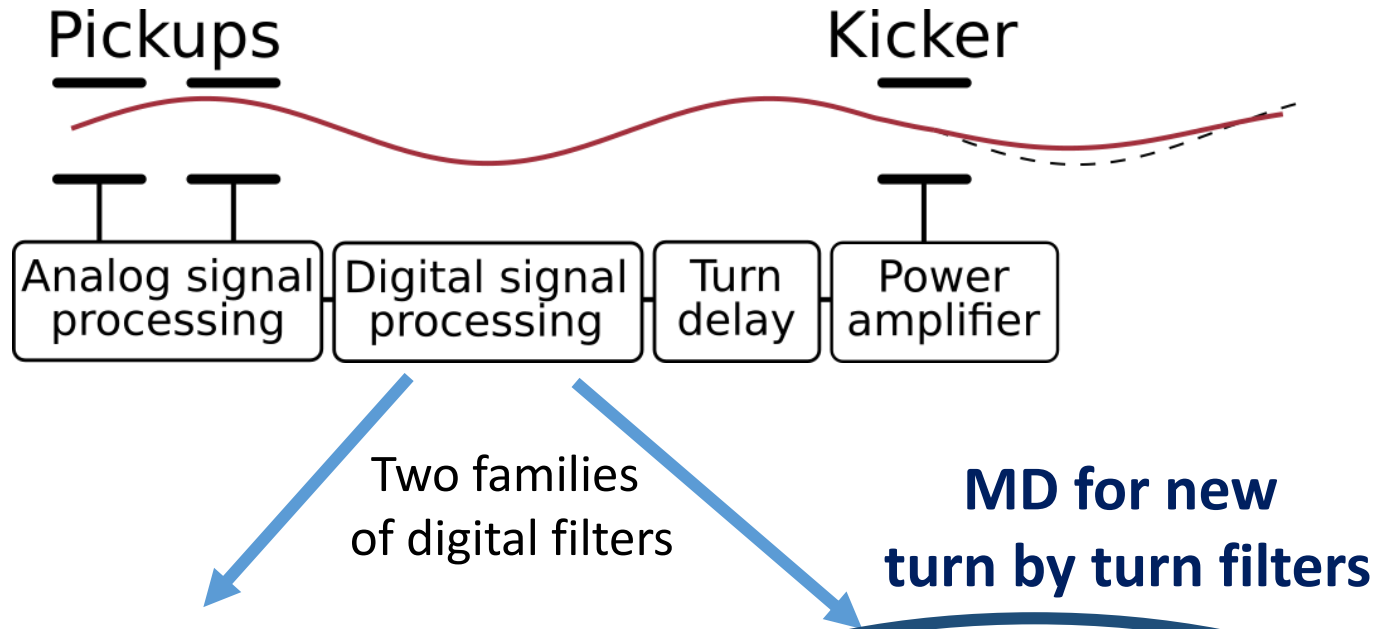 Pickups
Kicker
Analog signal
processing
Digital signal
processing
Turn
delay
Power
amplifier
Two families
of digital filters
MD for new
turn by turn filters